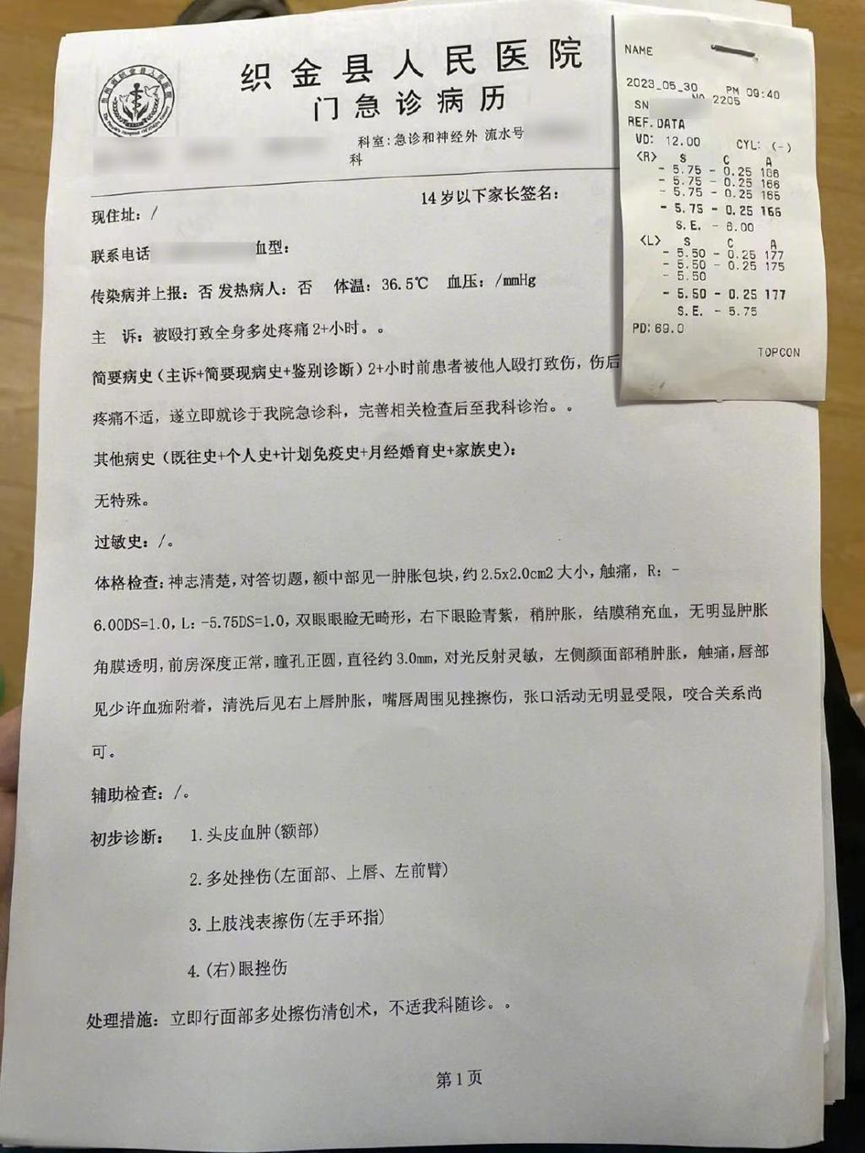 织金县人民医院
门急诊病历
科室:急诊和神经外 流水号
科
现住址: /
14岁以下家长签名:
联系电话 血型:
传染病并上报: 否 发热病人: 否 体温: 36.5℃ 血压: /mmHg
主 诉: 被殴打致全身多处疼痛2+小时。。
简要病史(主诉+简要现病史+鉴别诊断)2+小时前患者被他人殴打致伤, 伤后
疼痛不适, 遂立即就诊于我院急诊科, 完善相关检查后至我科诊治。。
其他病史(既往史+个人史+计划免疫史+月经婚育史+家族史):
无特殊。
过敏史: /。
体格检查: 神志清楚, 对答切题, 额中部见一肿胀包块, 约2.5x2.0cm2大小, 触痛, R: -
6.00DS=1.0, L: -5.75DS=1.0, 双眼眼睑无畸形, 右下眼睑青紫, 稍肿胀, 结膜稍充血, 无明显肿胀
角膜透明, 前房深度正常, 瞳孔正圆, 直径约3.0mm, 对光反射灵敏, 左侧颜面部稍肿胀, 触痛, 唇部
见少许血痂附着, 清洗后见右上唇肿胀, 嘴唇周围见挫擦伤, 张口活动无明显受限, 咬合关系尚
可。
辅助检查: /。
初步诊断: 1.头皮血肿(额部)
2.多处挫伤(左面部、上唇、左前臂)
3.上肢浅表擦伤(左手环指)
4.(右)眼挫伤
处理措施: 立即行面部多处擦伤清创术, 不适我科随诊。。
第1页
NAME
2023_05_30 PM 09:40
SN NO 2205
REF.DATA
VD: 12.00 CYL: (-)
<R> S C A
- 5.75 - 0.25 166
- 5.75 - 0.25 166
- 5.75 - 0.25 165
- 5.75 - 0.25 166
S.E. - 6.00
<L> S C A
- 5.50 - 0.25 177
- 5.50 - 0.25 175
- 5.50
- 5.50 - 0.25 177
S.E. - 5.75
PD: 69.0
TOPCON